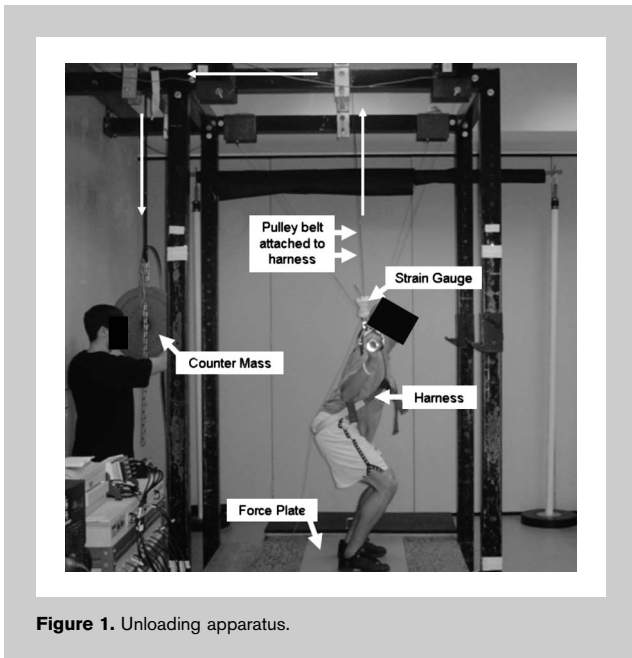 Pulley belt
attached to
harness
Strain Gauge
Counter Mass
Harness
Force Plate
Figure 1. Unloading apparatus.